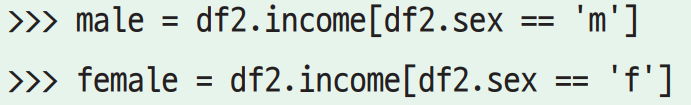 >>> male = df2.income[df2.sex == 'm']
>>> female = df2.income[df2.sex == 'f']